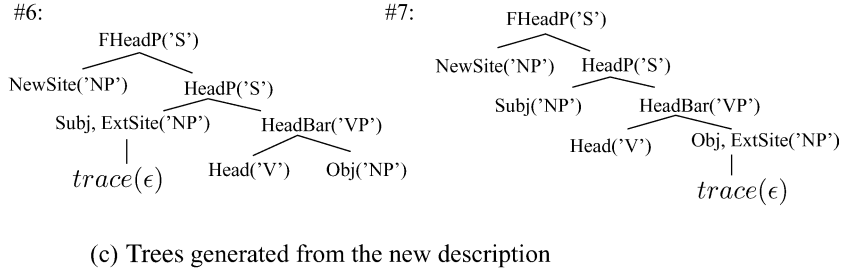 #6:
FHeadP('S')
NewSite('NP')
HeadP('S')
Subj, ExtSite('NP')
HeadBar('VP')
Head('V')
Obj('NP')
trace(ϵ)
#7:
FHeadP('S')
NewSite('NP')
HeadP('S')
Subj('NP')
HeadBar('VP')
Head('V')
Obj, ExtSite('NP')
trace(ϵ)
(c) Trees generated from the new description